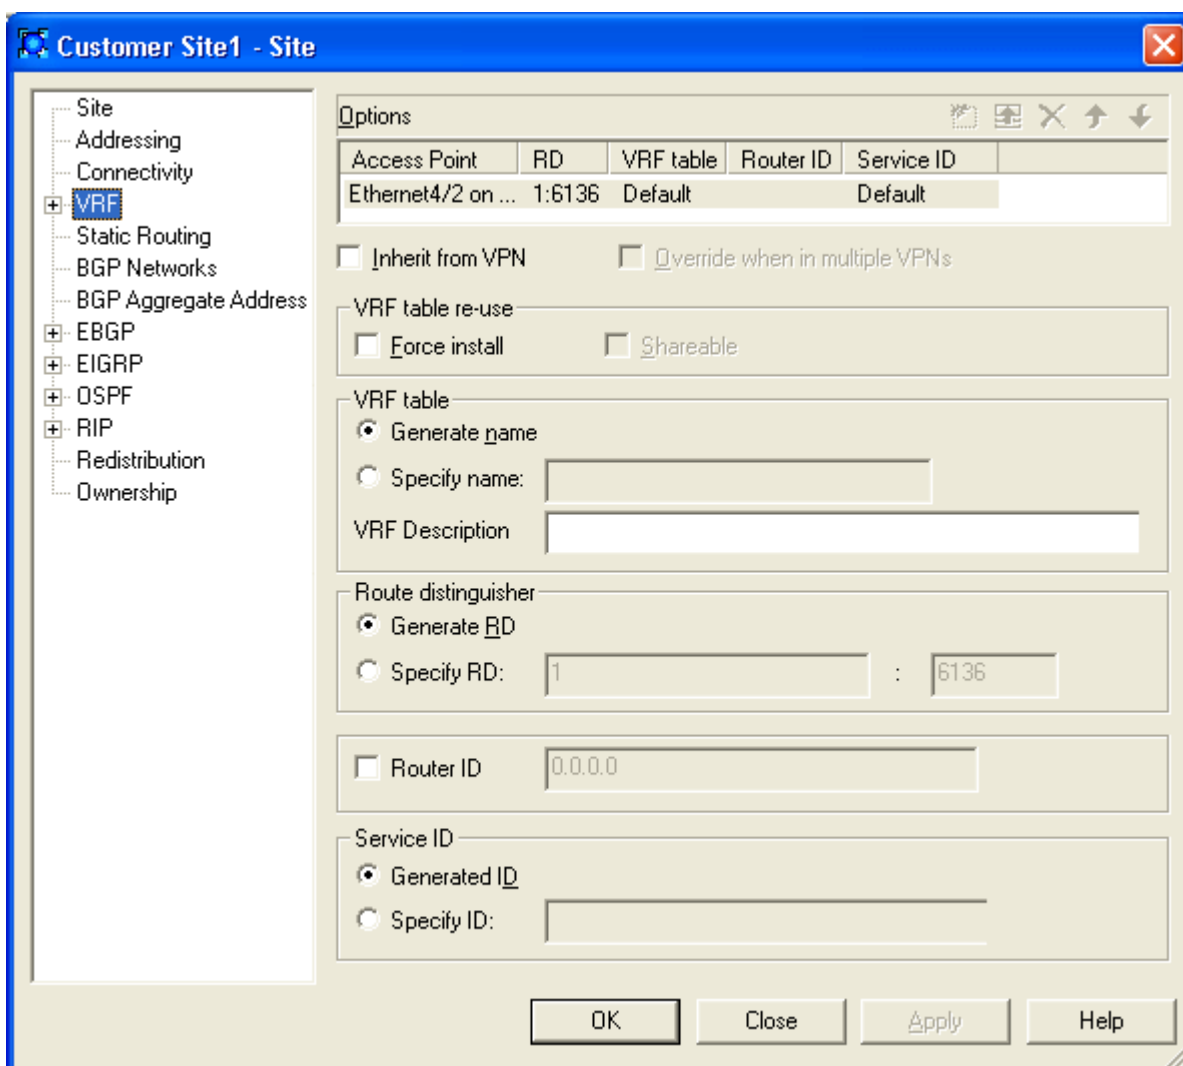 Customer Site1 - Site
Site
Addressing
Connectivity
VRF
Static Routing
BGP Networks
BGP Aggregate Address
EBGP
EIGRP
OSPF
RIP
Redistribution
Ownership
Options
Access Point RD VRF table Router ID Service ID
Ethernet4/2 on ... 1:6136 Default Default
Inherit from VPN Override when in multiple VPNs
VRF table re-use
Force install Shareable
VRF table
Generate name
Specify name:
VRF Description
Route distinguisher
Generate RD
Specify RD: 1 : 6136
Router ID 0.0.0.0
Service ID
Generated ID
Specify ID:
OK Close Apply Help